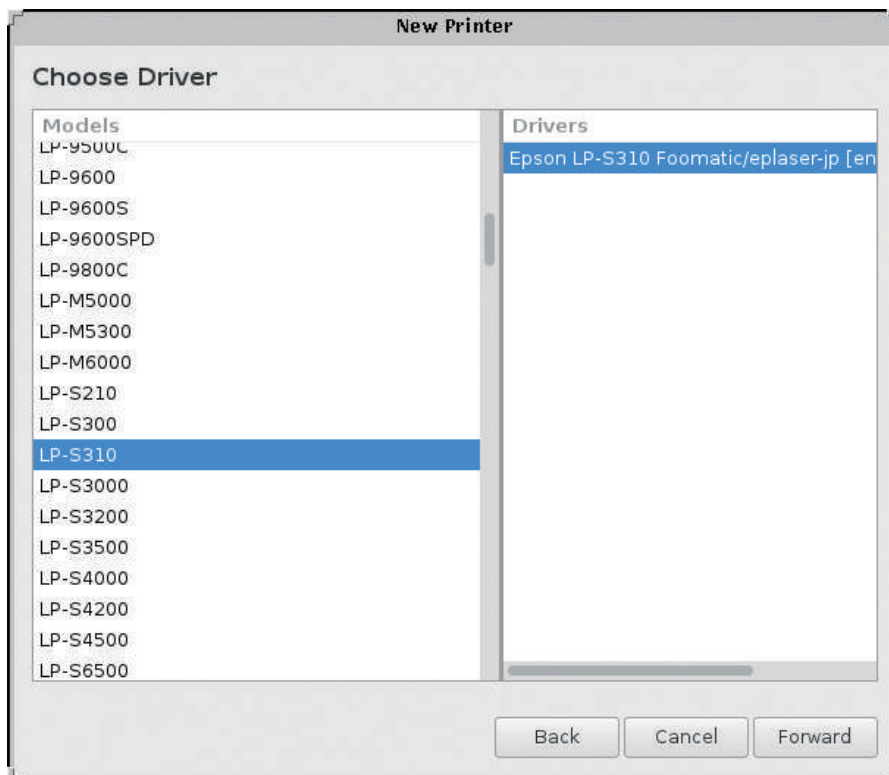 New Printer
Choose Driver
Models
LP-9500C
LP-9600
LP-9600S
LP-9600SPD
LP-9800C
LP-M5000
LP-M5300
LP-M6000
LP-S210
LP-S300
LP-S310
LP-S3000
LP-S3200
LP-S3500
LP-S4000
LP-S4200
LP-S4500
LP-S6500
Drivers
Epson LP-S310 Foomatic/eplaser-jp [en
Back
Cancel
Forward